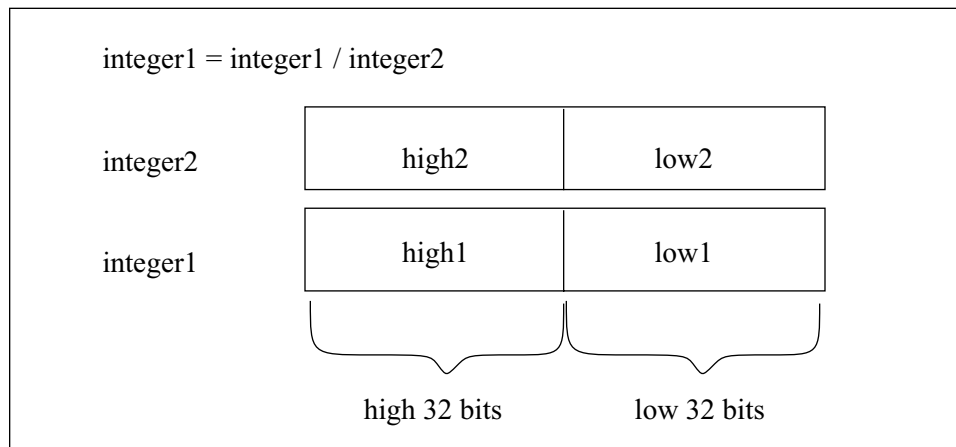 integer1 = integer1 / integer2
integer2 high2 low2
integer1 high1 low1
high 32 bits low 32 bits